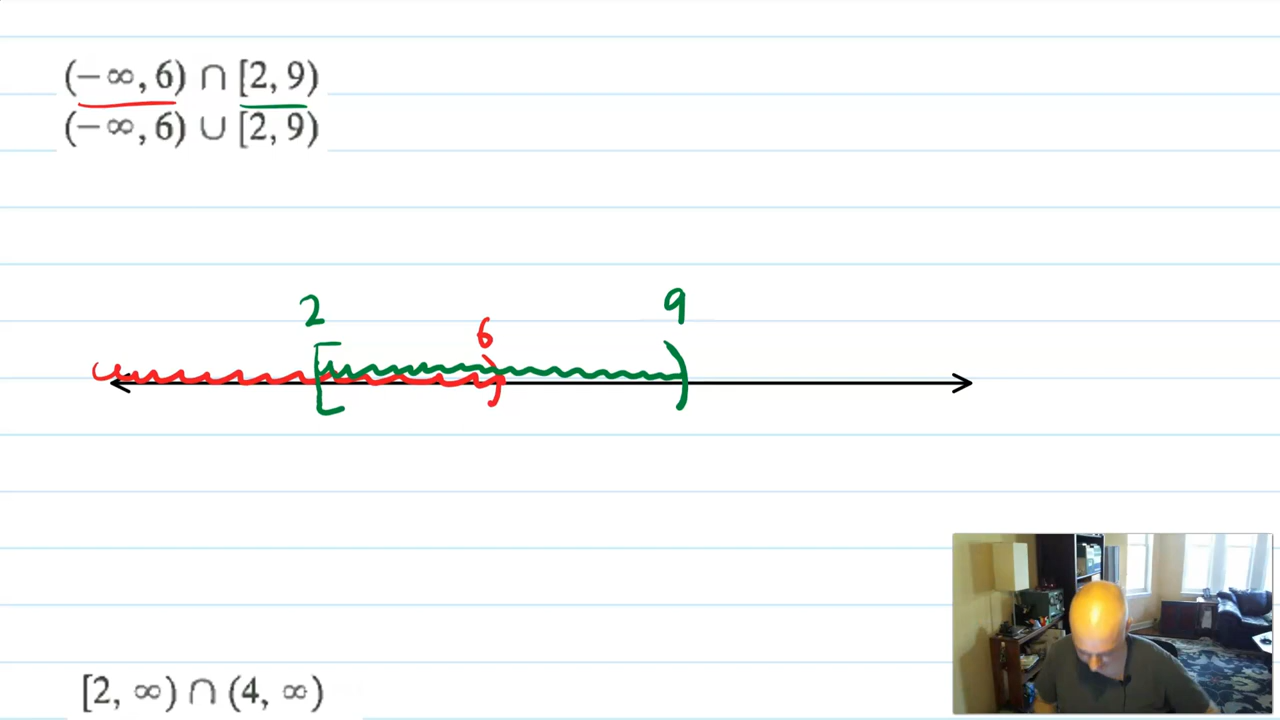 (−∞, 6) ∩ [2, 9)
(−∞, 6) ∪ [2, 9)
2 6 9
[2, ∞) ∩ (4, ∞)